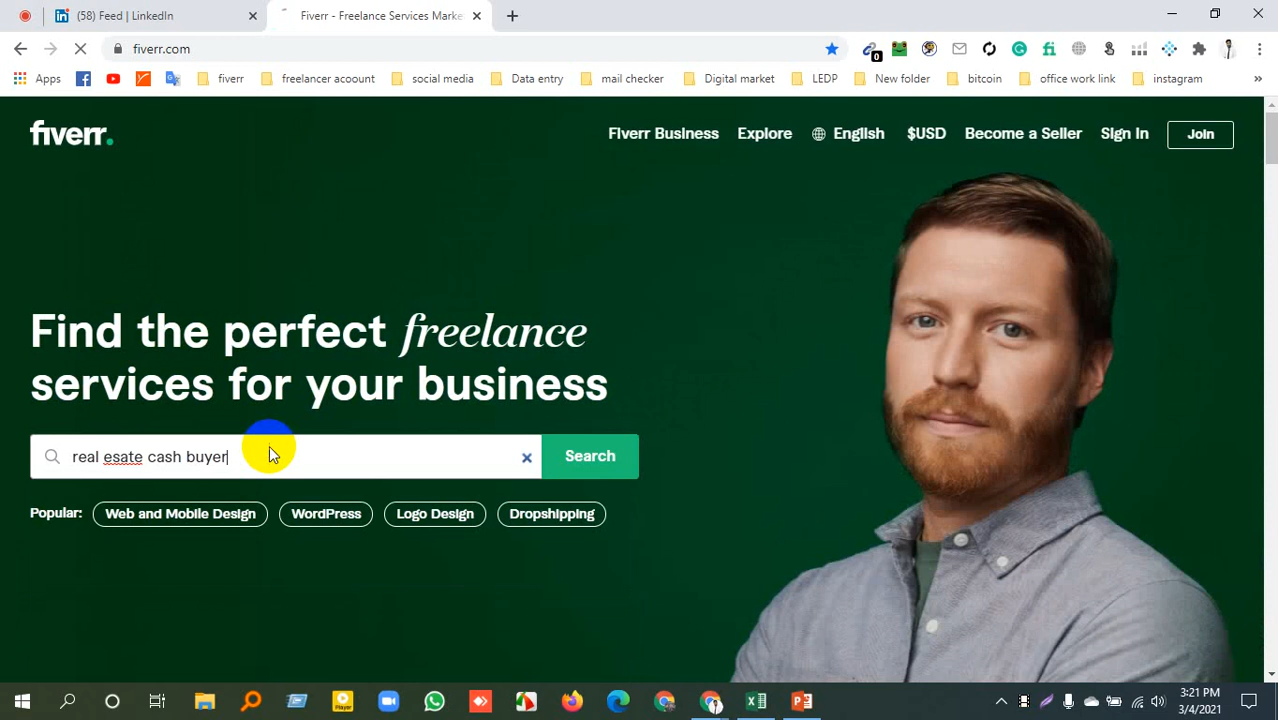 (58) Feed | LinkedIn
Fiverr - Freelance Services Marke
fiverr.com
0
Apps
fiverr
freelancer acoount
social media
Data entry
mail checker
Digital market
LEDP
New folder
bitcoin
office work link
instagram
»
fiverr.
Fiverr Business
Explore
English
$USD
Become a Seller
Sign In
Join
Find the perfect freelance
services for your business
real esate cash buyer
Search
Popular:
Web and Mobile Design
WordPress
Logo Design
Dropshipping
3:21 PM
3/4/2021